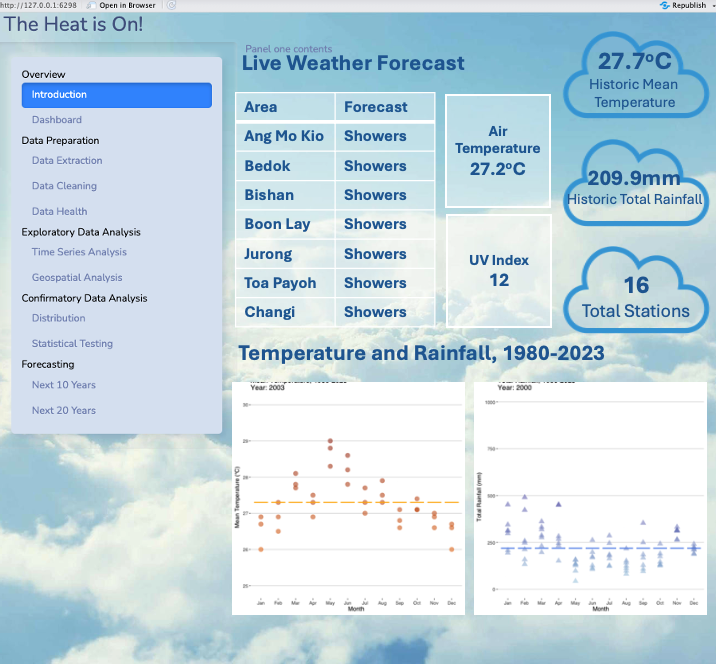 http://127.0.0.1:6298
Open in Browser
Republish
The Heat is On!
Overview
Introduction
Dashboard
Data Preparation
Data Extraction
Data Cleaning
Data Health
Exploratory Data Analysis
Time Series Analysis
Geospatial Analysis
Confirmatory Data Analysis
Distribution
Statistical Testing
Forecasting
Next 10 Years
Next 20 Years
Panel one contents
Live Weather Forecast
Area Forecast
Ang Mo Kio Showers
Bedok Showers
Bishan Showers
Boon Lay Showers
Jurong Showers
Toa Payoh Showers
Changi Showers
Air
Temperature
27.2°C
UV Index
12
27.7°C
Historic Mean
Temperature
209.9mm
Historic Total Rainfall
16
Total Stations
Temperature and Rainfall, 1980-2023
Year: 2003
Mean Temperature (°C)
30
29
28
27
26
25
Jan Feb Mar Apr May Jun Jul Aug Sep Oct Nov Dec
Month
Year: 2000
Total Rainfall (mm)
1000
750
500
250
0
Jan Feb Mar Apr May Jun Jul Aug Sep Oct Nov Dec
Month